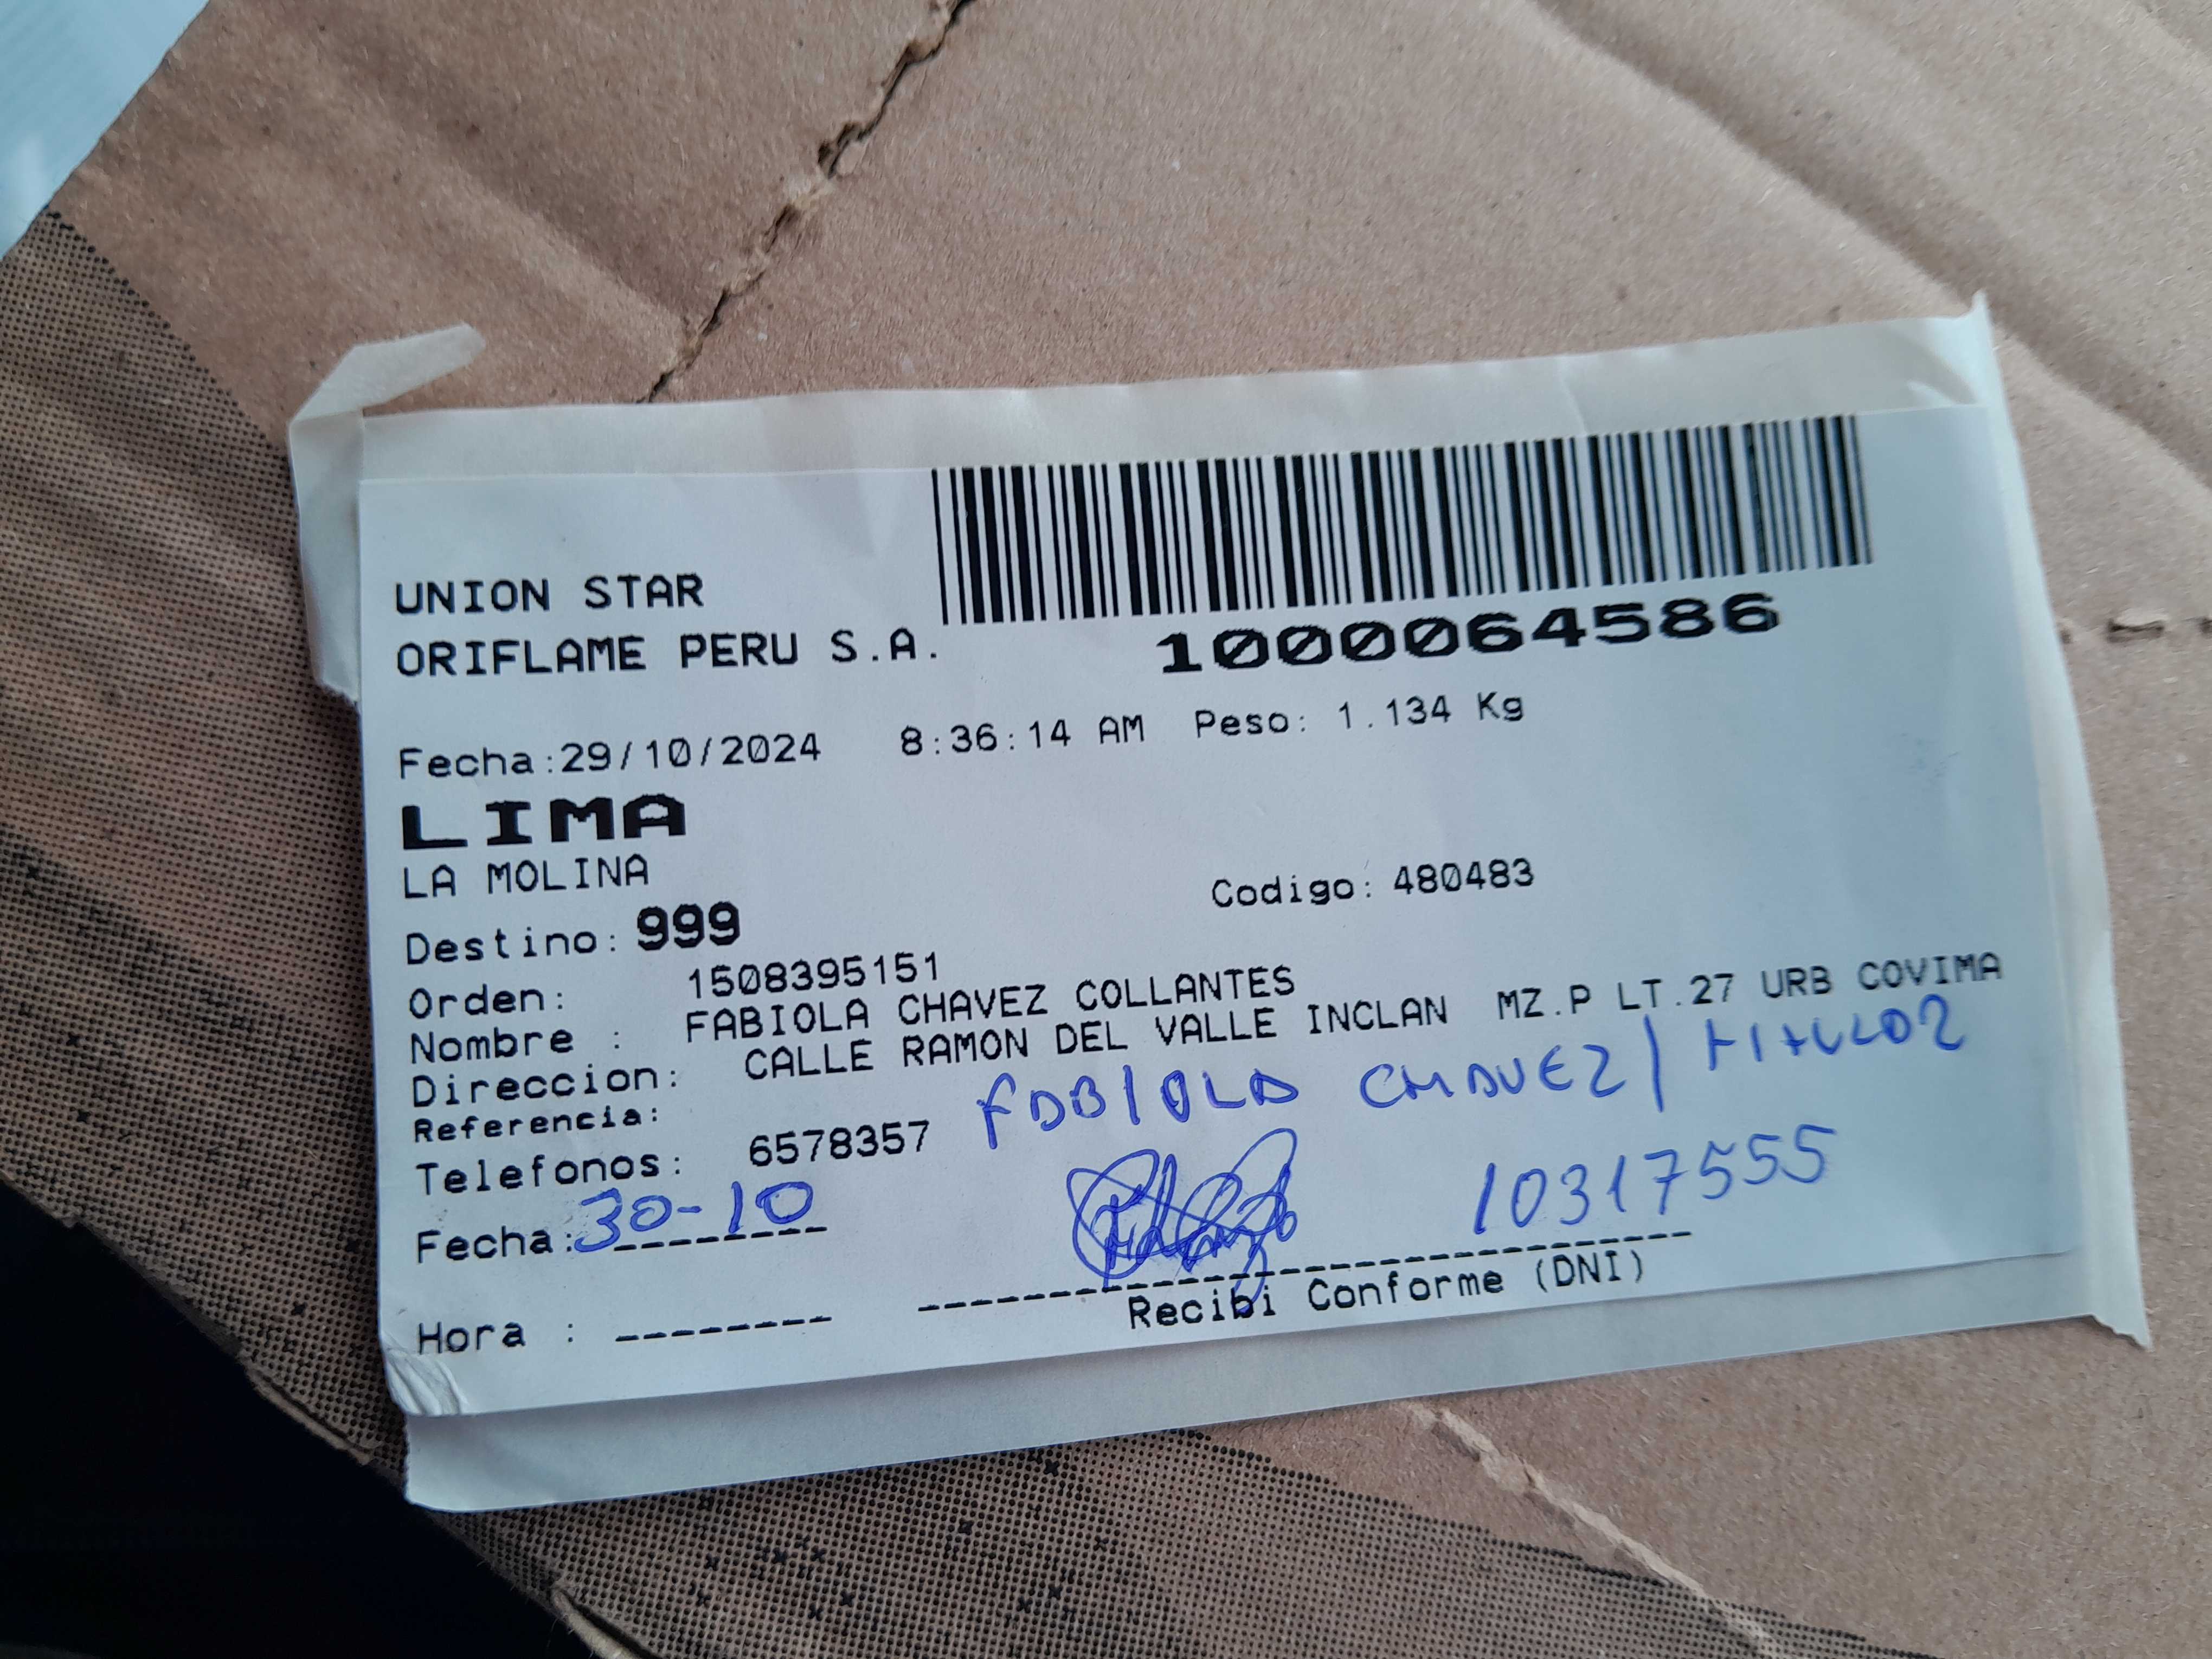 UNION STAR
ORIFLAME PERU S.A.
1000064586
Fecha:29/10/2024 8:36:14 AM Peso: 1.134 Kg
LIMA
LA MOLINA
Destino: 999 Codigo: 480483
Orden: 1508395151
Nombre : FABIOLA CHAVEZ COLLANTES
Direccion: CALLE RAMON DEL VALLE INCLAN MZ.P LT.27 URB COVIMA
Referencia:
Telefonos: 6578357 FABIOLA CHAVEZ/ TITULAR
Fecha: 30-10 10317555
Hora : Recibi Conforme (DNI)